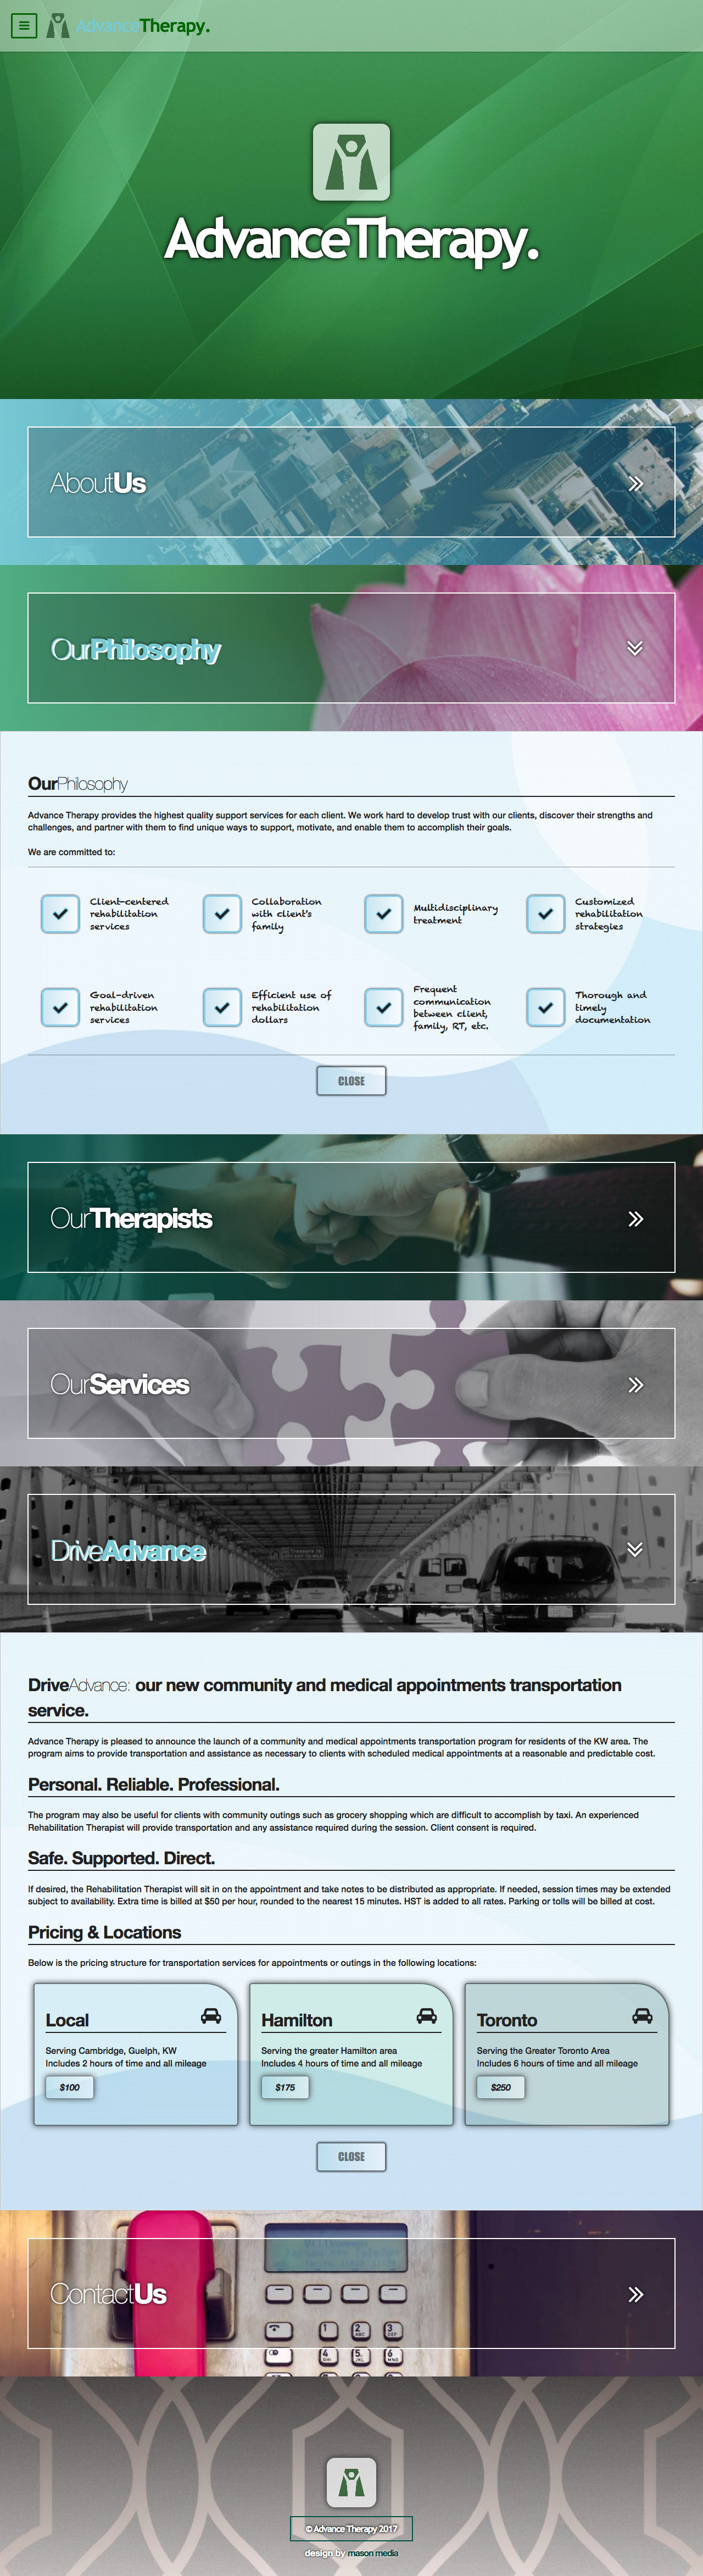 AdvanceTherapy.
AdvanceTherapy.
AboutUs
OurPhilosophy
OurPhilosophy
Advance Therapy provides the highest quality support services for each client. We work hard to develop trust with our clients, discover their strengths and
challenges, and partner with them to find unique ways to support, motivate, and enable them to accomplish their goals.
We are committed to:
Client-centered
rehabilitation
services
Collaboration
with client's
family
Multidisciplinary
treatment
Customized
rehabilitation
strategies
Goal-driven
rehabilitation
services
Efficient use of
rehabilitation
dollars
Frequent
communication
between client,
family, RT, etc.
Thorough and
timely
documentation
CLOSE
OurTherapists
OurServices
DriveAdvance
DriveAdvance: our new community and medical appointments transportation
service.
Advance Therapy is pleased to announce the launch of a community and medical appointments transportation program for residents of the KW area. The
program aims to provide transportation and assistance as necessary to clients with scheduled medical appointments at a reasonable and predictable cost.
Personal. Reliable. Professional.
The program may also be useful for clients with community outings such as grocery shopping which are difficult to accomplish by taxi. An experienced
Rehabilitation Therapist will provide transportation and any assistance required during the session. Client consent is required.
Safe. Supported. Direct.
If desired, the Rehabilitation Therapist will sit in on the appointment and take notes to be distributed as appropriate. If needed, session times may be extended
subject to availability. Extra time is billed at $50 per hour, rounded to the nearest 15 minutes. HST is added to all rates. Parking or tolls will be billed at cost.
Pricing & Locations
Below is the pricing structure for transportation services for appointments or outings in the following locations:
Local
Serving Cambridge, Guelph, KW
Includes 2 hours of time and all mileage
$100
Hamilton
Serving the greater Hamilton area
Includes 4 hours of time and all mileage
$175
Toronto
Serving the Greater Toronto Area
Includes 6 hours of time and all mileage
$250
CLOSE
ContactUs
1 2 3
ABC DEF
4 5 6
GHI JKL MNO
© Advance Therapy 2017
design by mason media